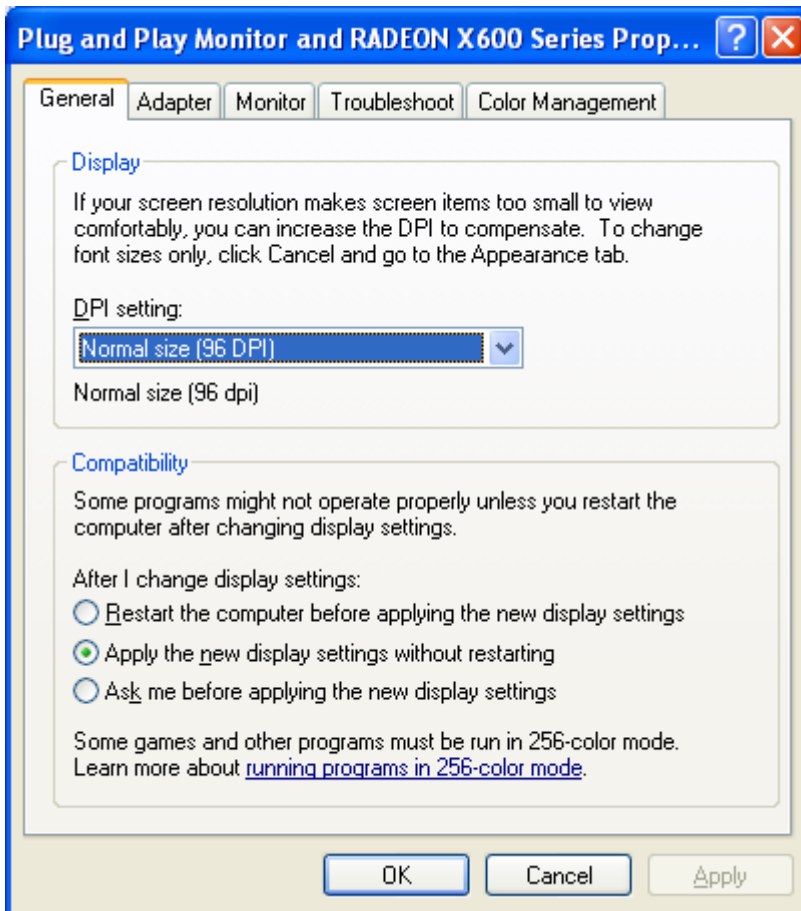 Plug and Play Monitor and RADEON X600 Series Prop...
General Adapter Monitor Troubleshoot Color Management
Display
If your screen resolution makes screen items too small to view
comfortably, you can increase the DPI to compensate.  To change
font sizes only, click Cancel and go to the Appearance tab.
DPI setting:
Normal size (96 DPI)
Normal size (96 dpi)
Compatibility
Some programs might not operate properly unless you restart the
computer after changing display settings.
After I change display settings:
Restart the computer before applying the new display settings
Apply the new display settings without restarting
Ask me before applying the new display settings
Some games and other programs must be run in 256-color mode.
Learn more about running programs in 256-color mode.
OK Cancel Apply